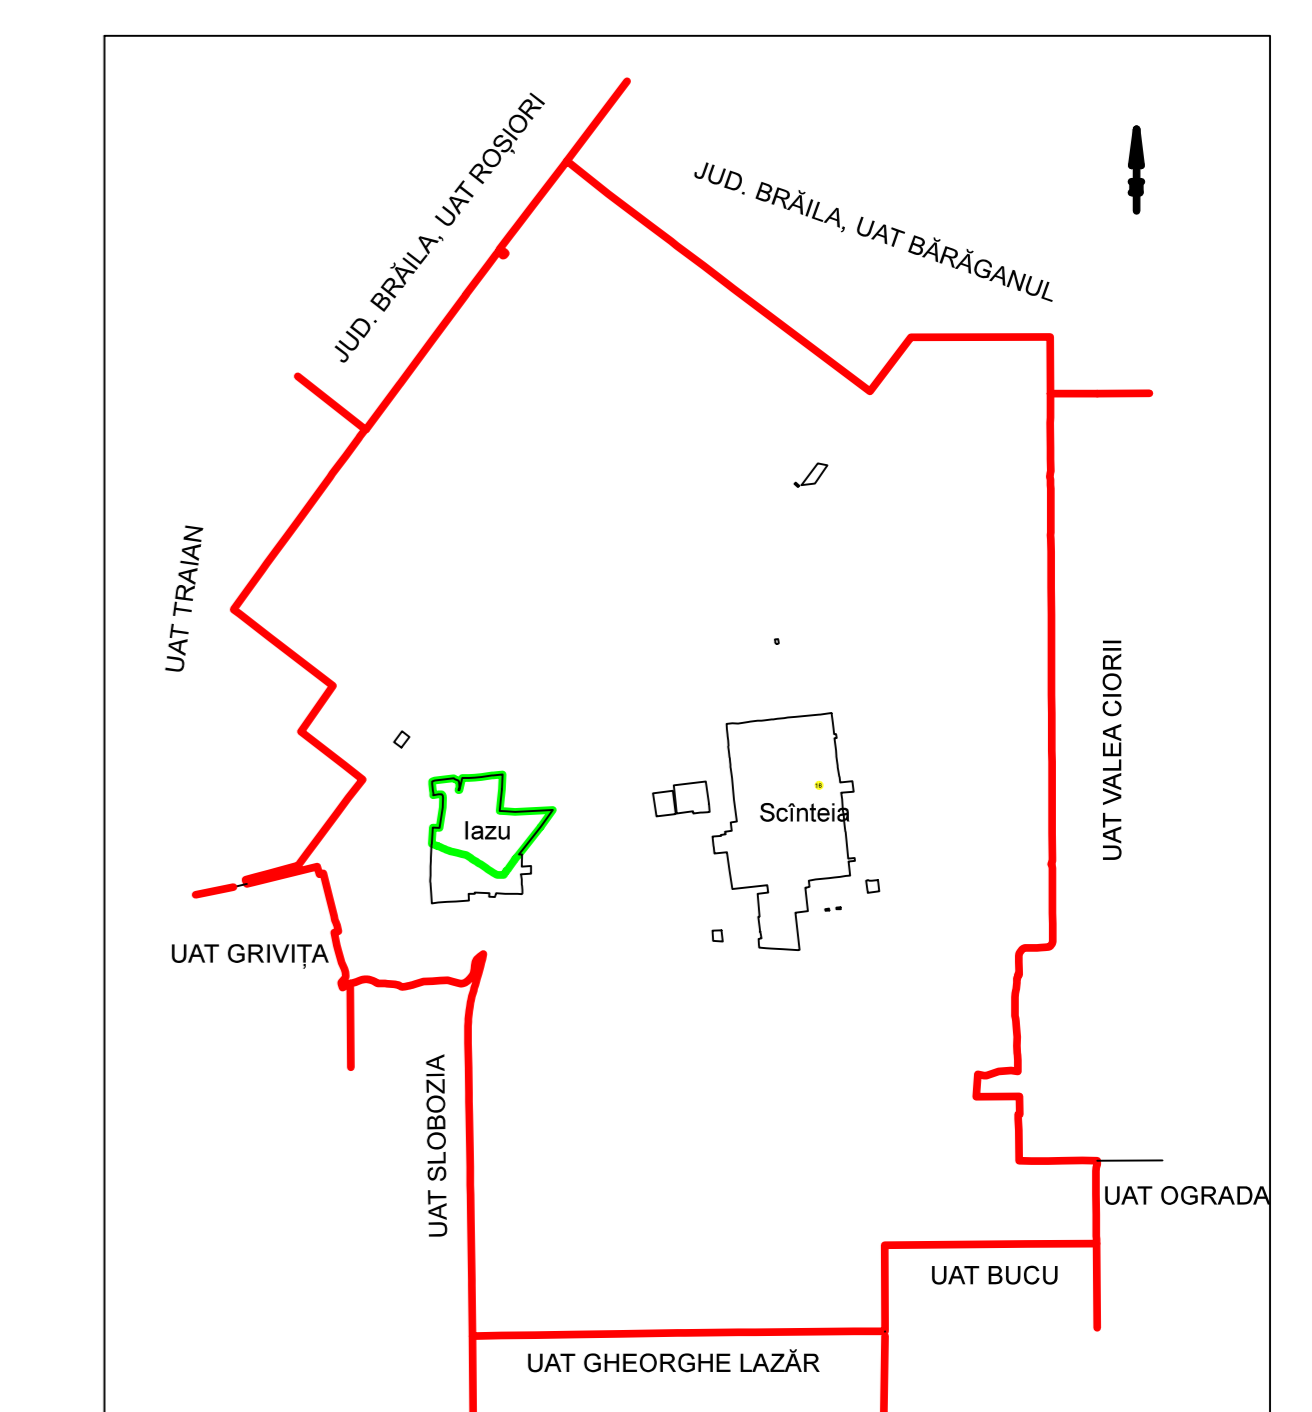 JUD. BRĂILA, UAT ROȘIORI
JUD. BRĂILA, UAT BĂRĂGANUL
UAT TRAIAN
UAT VALEA CIORII
16
Scînteia
Iazu
UAT GRIVIȚA
UAT SLOBOZIA
UAT OGRADA
UAT BUCU
UAT GHEORGHE LAZĂR